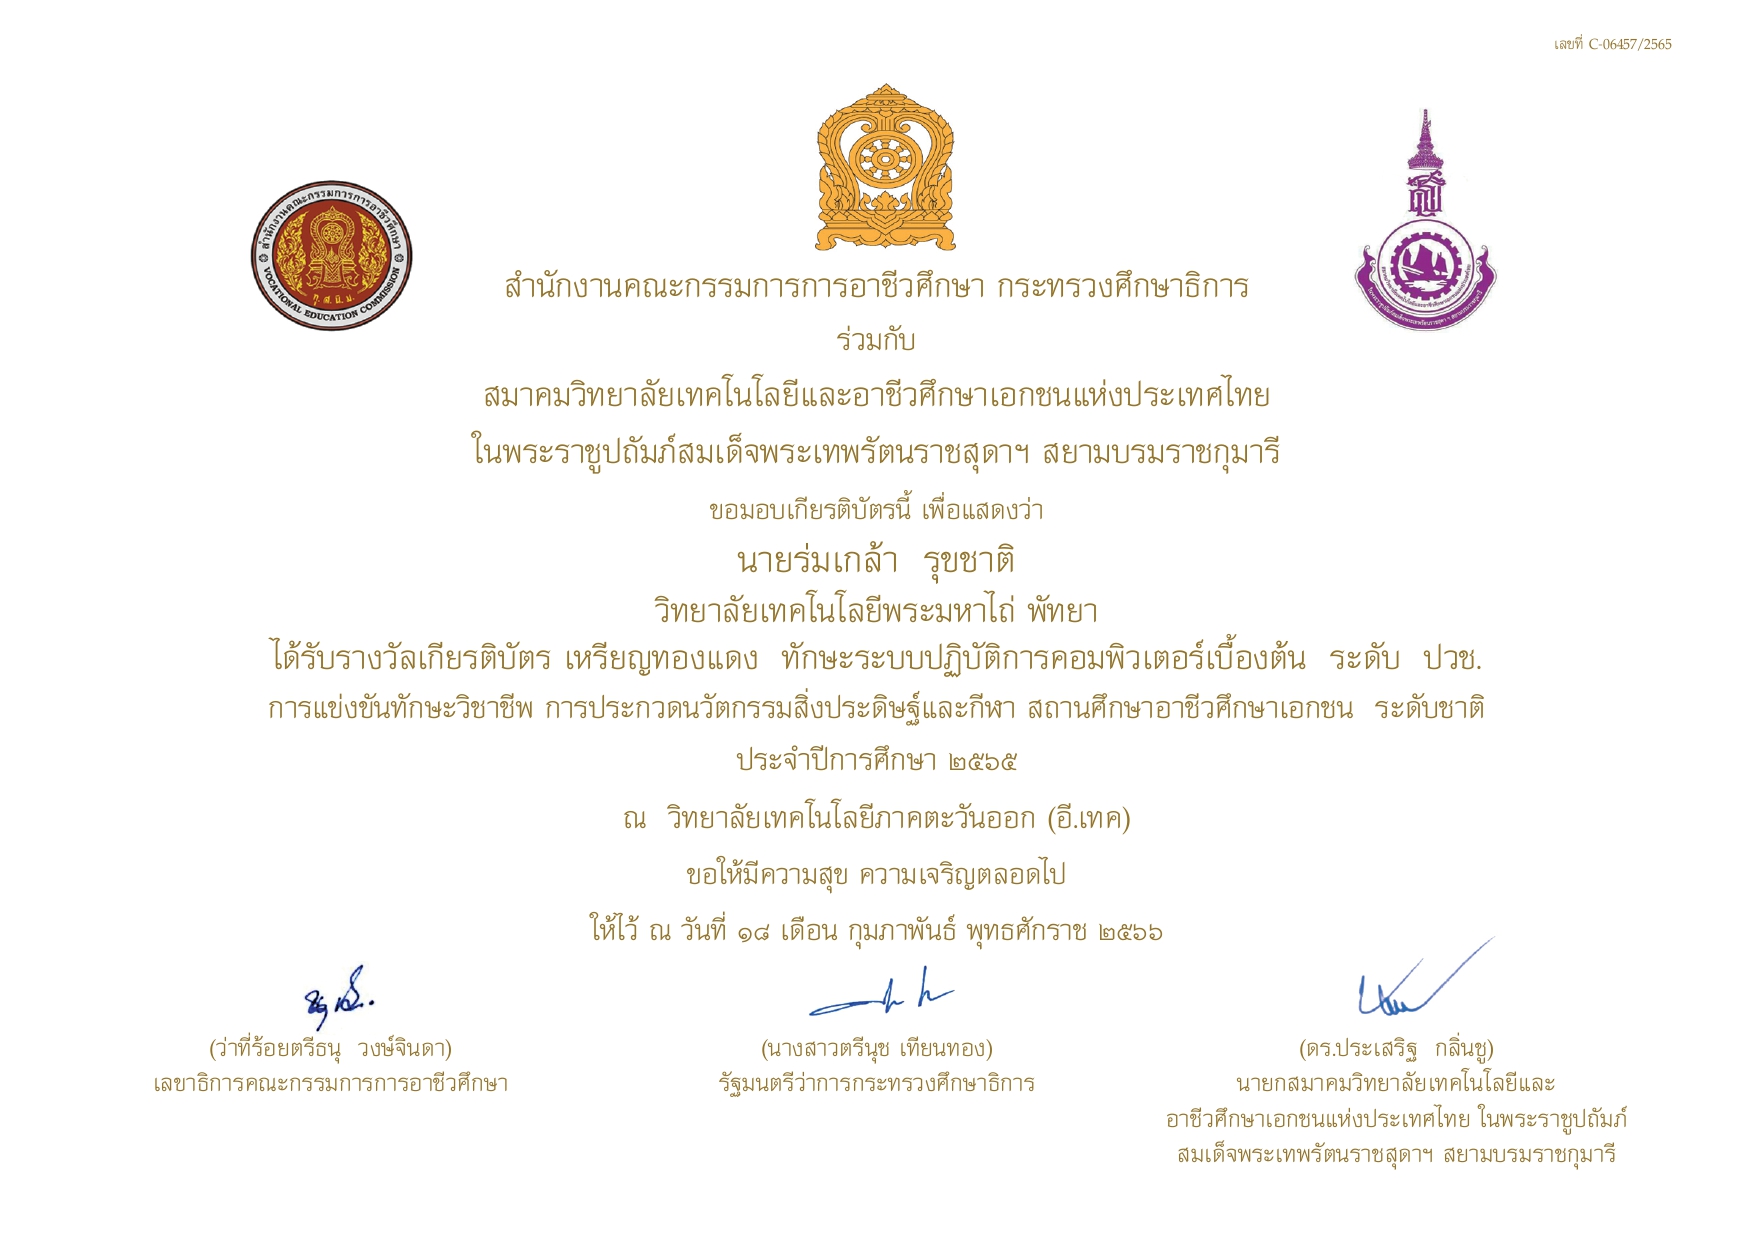 เลขที่ C-06457/2565
สำนักงานคณะกรรมการการอาชีวศึกษา
VOCATIONAL EDUCATION COMMISSION
สำนักงานคณะกรรมการการอาชีวศึกษา กระทรวงศึกษาธิการ
ร่วมกับ
สมาคมวิทยาลัยเทคโนโลยีและอาชีวศึกษาเอกชนแห่งประเทศไทย
ในพระราชูปถัมภ์สมเด็จพระเทพรัตนราชสุดาฯ สยามบรมราชกุมารี
ขอมอบเกียรติบัตรนี้ เพื่อแสดงว่า
นายร่มเกล้า รุขชาติ
วิทยาลัยเทคโนโลยีพระมหาไถ่ พัทยา
ได้รับรางวัลเกียรติบัตร เหรียญทองแดง ทักษะระบบปฏิบัติการคอมพิวเตอร์เบื้องต้น ระดับ ปวช.
การแข่งขันทักษะวิชาชีพ การประกวดนวัตกรรมสิ่งประดิษฐ์และกีฬา สถานศึกษาอาชีวศึกษาเอกชน ระดับชาติ
ประจำปีการศึกษา ๒๕๖๕
ณ วิทยาลัยเทคโนโลยีภาคตะวันออก (อี.เทค)
ขอให้มีความสุข ความเจริญตลอดไป
ให้ไว้ ณ วันที่ ๑๘ เดือน กุมภาพันธ์ พุทธศักราช ๒๕๖๖
(ว่าที่ร้อยตรีธนุ วงษ์จินดา)
เลขาธิการคณะกรรมการการอาชีวศึกษา
(นางสาวตรีนุช เทียนทอง)
รัฐมนตรีว่าการกระทรวงศึกษาธิการ
(ดร.ประเสริฐ กลิ่นชู)
นายกสมาคมวิทยาลัยเทคโนโลยีและ
อาชีวศึกษาเอกชนแห่งประเทศไทย ในพระราชูปถัมภ์
สมเด็จพระเทพรัตนราชสุดาฯ สยามบรมราชกุมารี